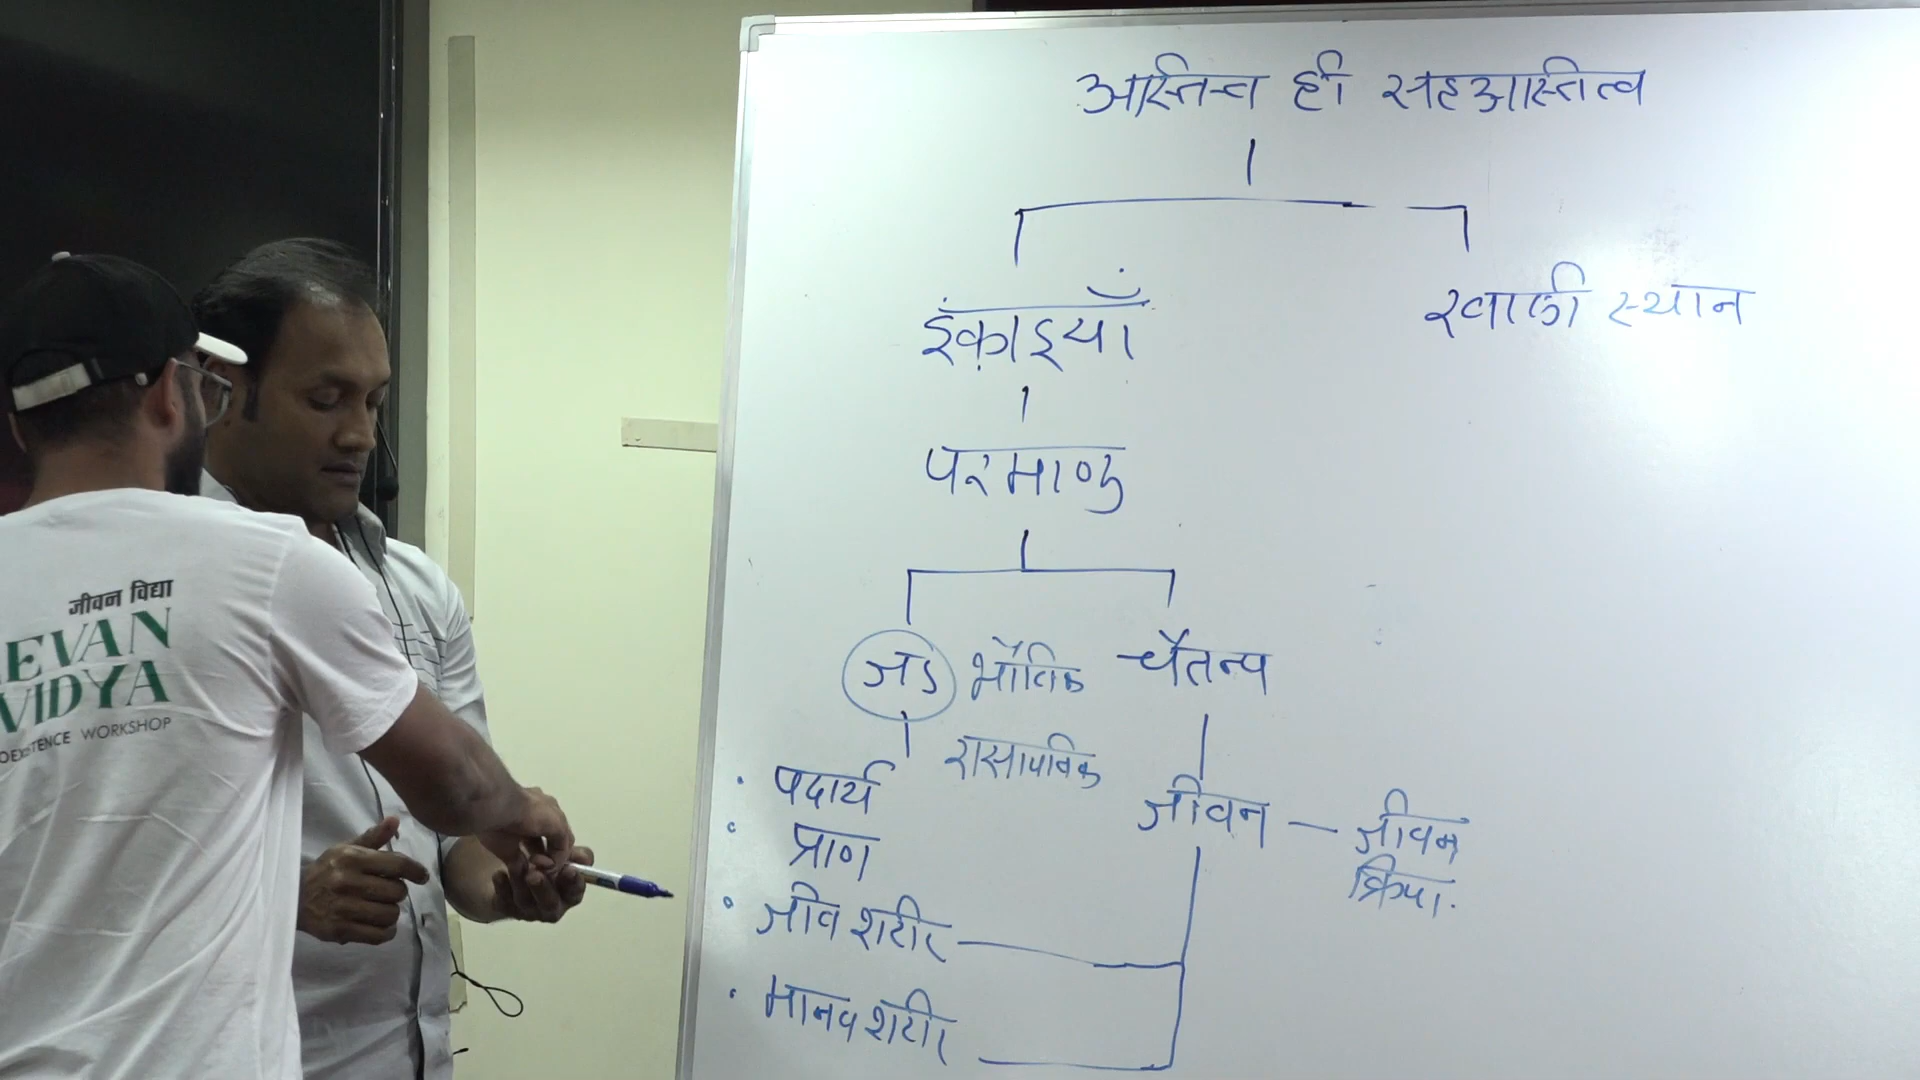 अस्तित्व ही सहअस्तित्व
इकाइयाँ
खाली स्थान
परमाणु
जड़ भौतिक चैतन्य
रासायनिक
पदार्थ
प्राण
जीवन – जीवन
क्रिया.
जीव शरीर
मानव शरीर
जीवन विद्या
EVAN
VIDYA
WORKSHOP